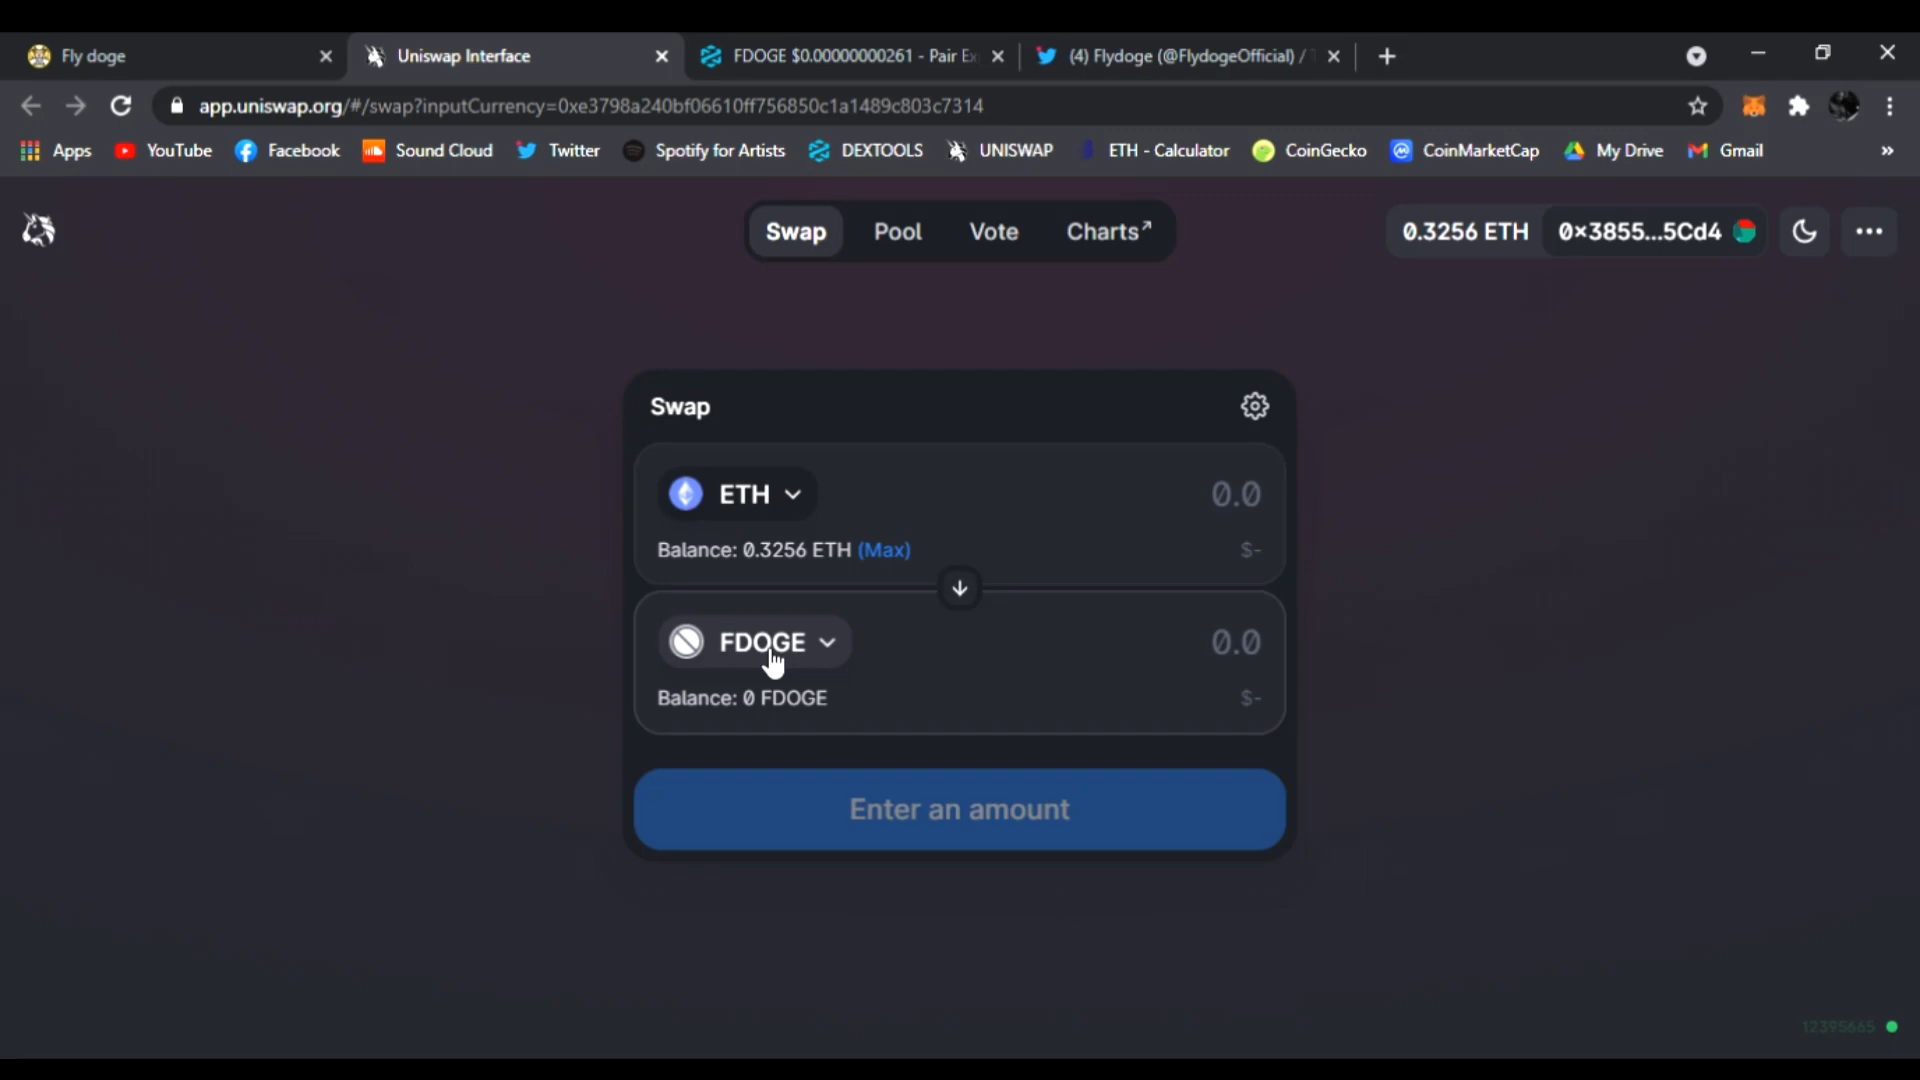 Fly doge
Uniswap Interface
FDOGE $0.00000000261 - Pair Ex
(4) Flydoge (@FlydogeOfficial) /
app.uniswap.org/#/swap?inputCurrency=0xe3798a240bf06610ff756850c1a1489c803c7314
Apps YouTube Facebook Sound Cloud Twitter Spotify for Artists DEXTOOLS UNISWAP ETH - Calculator CoinGecko CoinMarketCap My Drive Gmail »
Swap Pool Vote Charts↗ 0.3256 ETH 0×3855...5Cd4
Swap
ETH 0.0
Balance: 0.3256 ETH (Max) $-
FDOGE 0.0
Balance: 0 FDOGE $-
Enter an amount
12395665